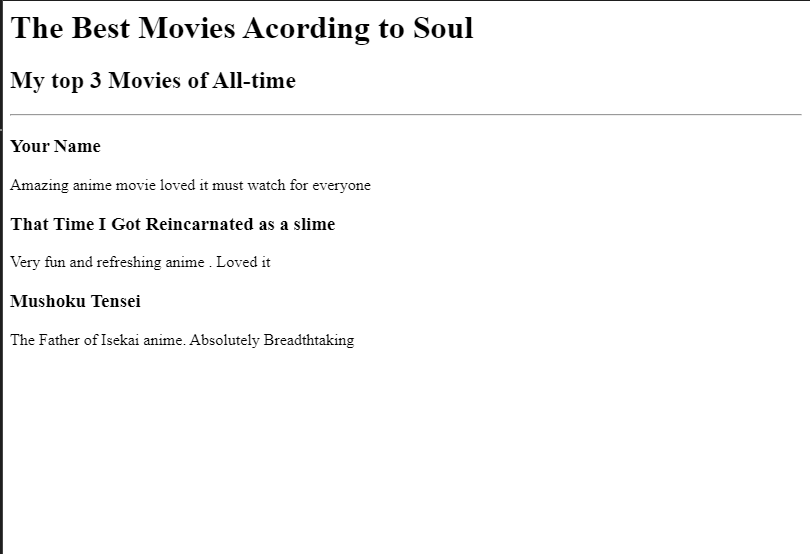 The Best Movies Acording to Soul
My top 3 Movies of All-time
Your Name
Amazing anime movie loved it must watch for everyone
That Time I Got Reincarnated as a slime
Very fun and refreshing anime . Loved it
Mushoku Tensei
The Father of Isekai anime. Absolutely Breadthtaking